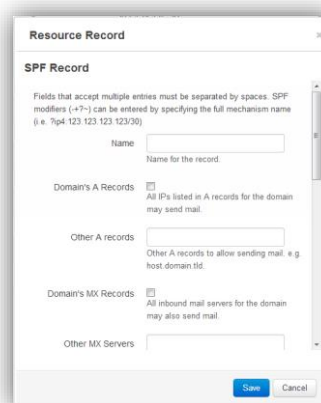 Resource Record ×
SPF Record
Fields that accept multiple entries must be separated by spaces. SPF
modifiers (-+?~) can be entered by specifying the full mechanism name
(i.e. ?ip4:123.123.123.123/30)
Name
Name for the record.
Domain's A Records
All IPs listed in A records for the domain
may send mail.
Other A records
Other A records to allow sending mail. e.g.
host.domain.tld.
Domain's MX Records
All inbound mail servers for the domain
may also send mail.
Other MX Servers
Save Cancel